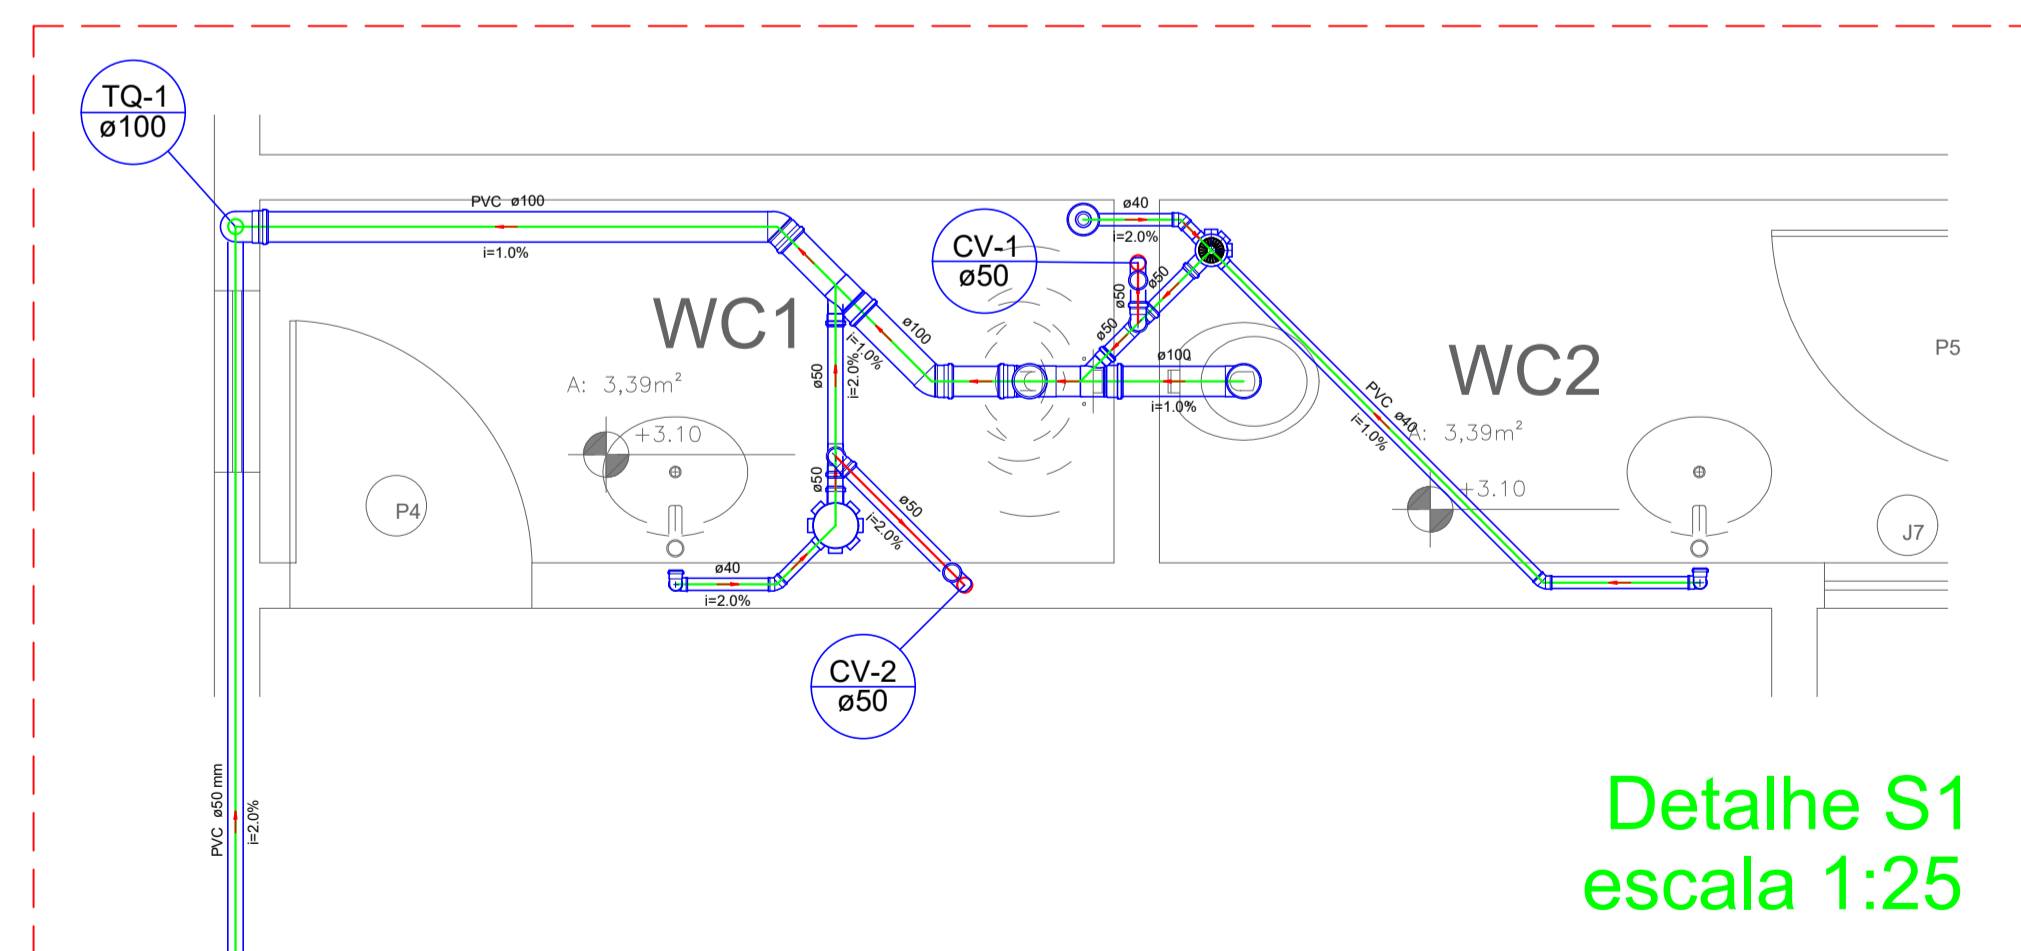 TQ-1
ø100
PVC ø100
i=1.0%
CV-1
ø50
ø40
i=2.0%
ø50
ø50
ø50
WC1
A: 3,39m²
+3.10
ø100
i=1.0%
ø50
i=2.0%
ø100
i=1.0%
WC2
A: 3,39m²
+3.10
PVC ø40
i=1.0%
P5
P4
J7
ø50
ø50
i=2.0%
ø40
i=2.0%
CV-2
ø50
PVC ø50 mm
i=2.0%
Detalhe S1
escala 1:25